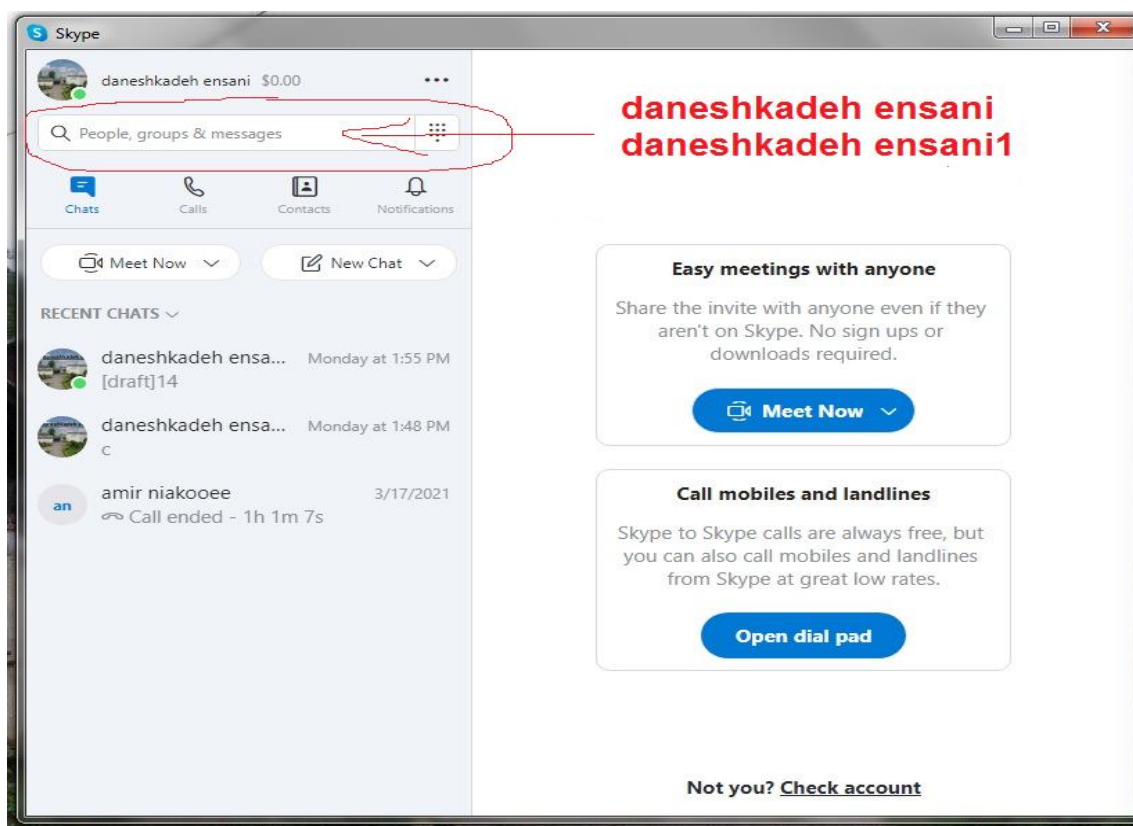 Skype
daneshkadeh ensani $0.00
People, groups & messages
Chats
Calls
Contacts
Notifications
Meet Now
New Chat
RECENT CHATS
daneshkadeh ensa... Monday at 1:55 PM
[draft]14
daneshkadeh ensa... Monday at 1:48 PM
c
an
amir niakooee 3/17/2021
Call ended - 1h 1m 7s
daneshkadeh ensani
daneshkadeh ensani1
Easy meetings with anyone
Share the invite with anyone even if they
aren't on Skype. No sign ups or
downloads required.
Meet Now
Call mobiles and landlines
Skype to Skype calls are always free, but
you can also call mobiles and landlines
from Skype at great low rates.
Open dial pad
Not you? Check account